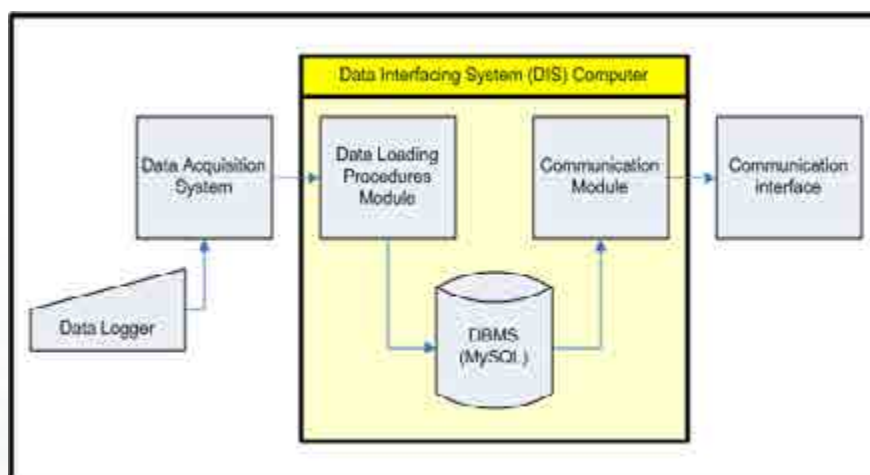 Data Interfacing System (DIS) Computer
Data Acquisition
System
Data Loading
Procedures
Module
Communication
Module
Communication
interface
Data Logger
DBMS
(MySQL)